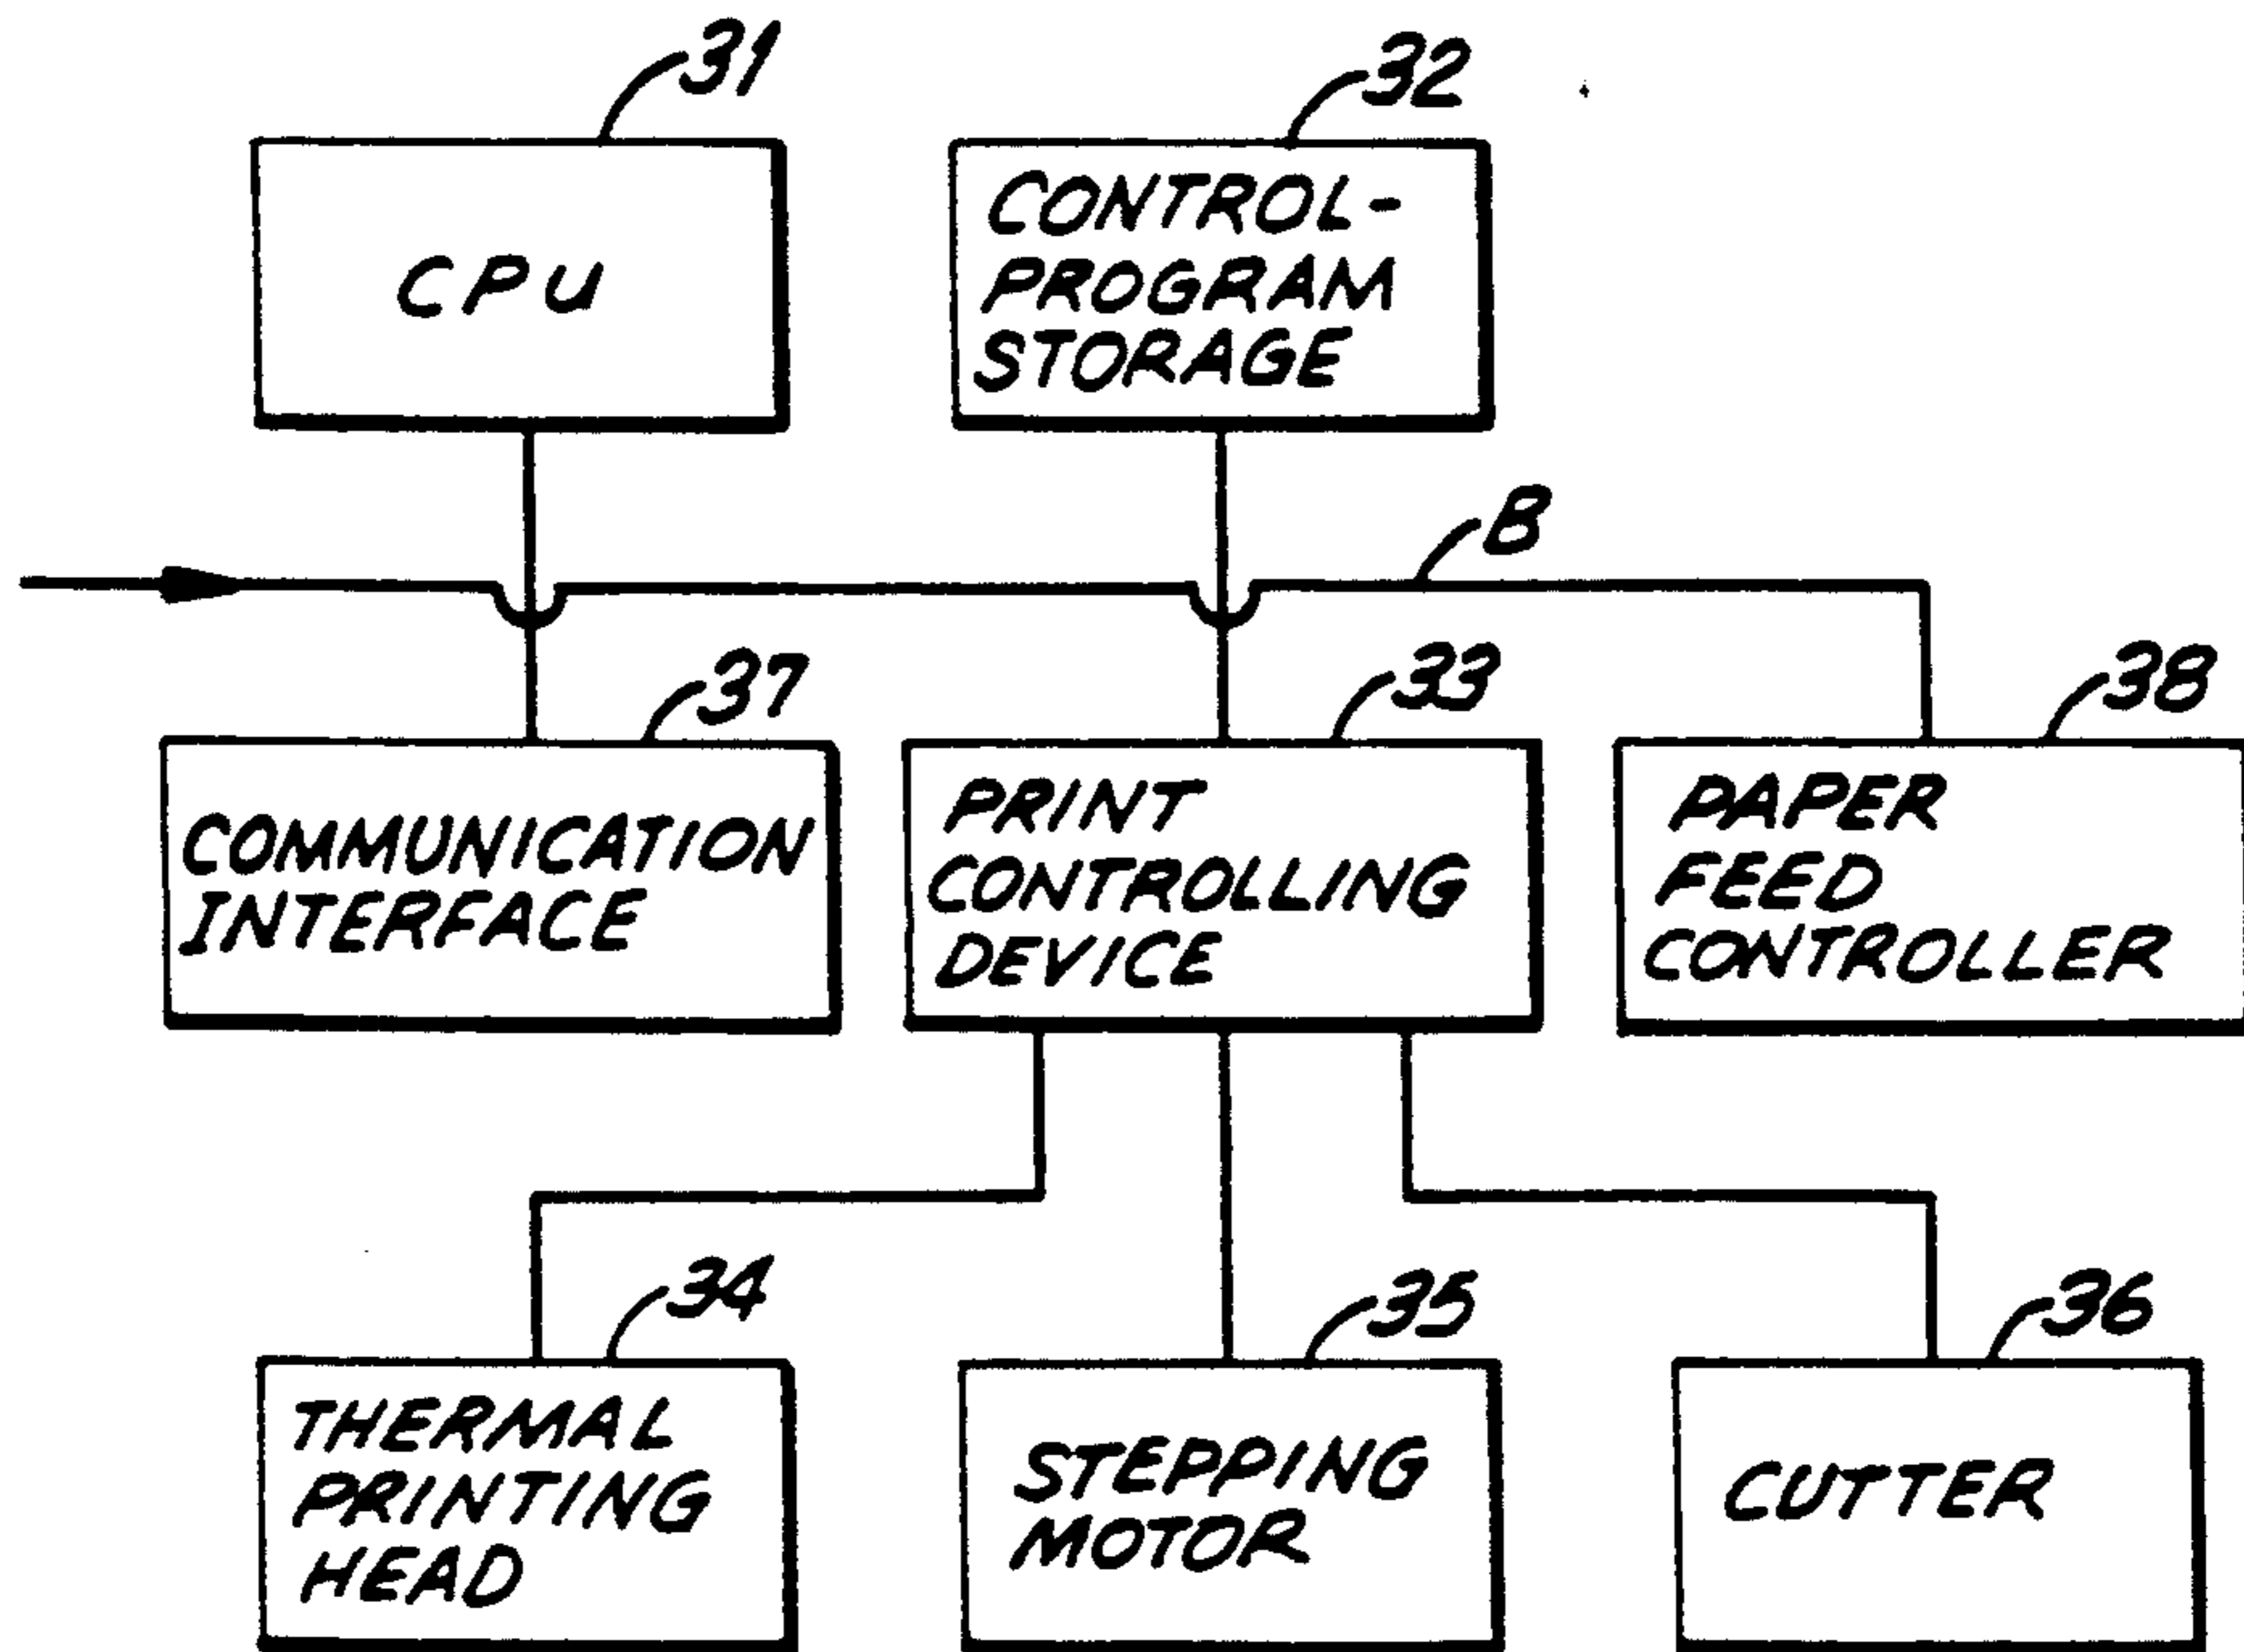 31
32
CPU
CONTROL-
PROGRAM
STORAGE
B
37
33
38
COMMUNICATION
INTERFACE
PRINT
CONTROLLING
DEVICE
PAPER
FEED
CONTROLLER
34
35
36
THERMAL
PRINTING
HEAD
STEPPING
MOTOR
CUTTER